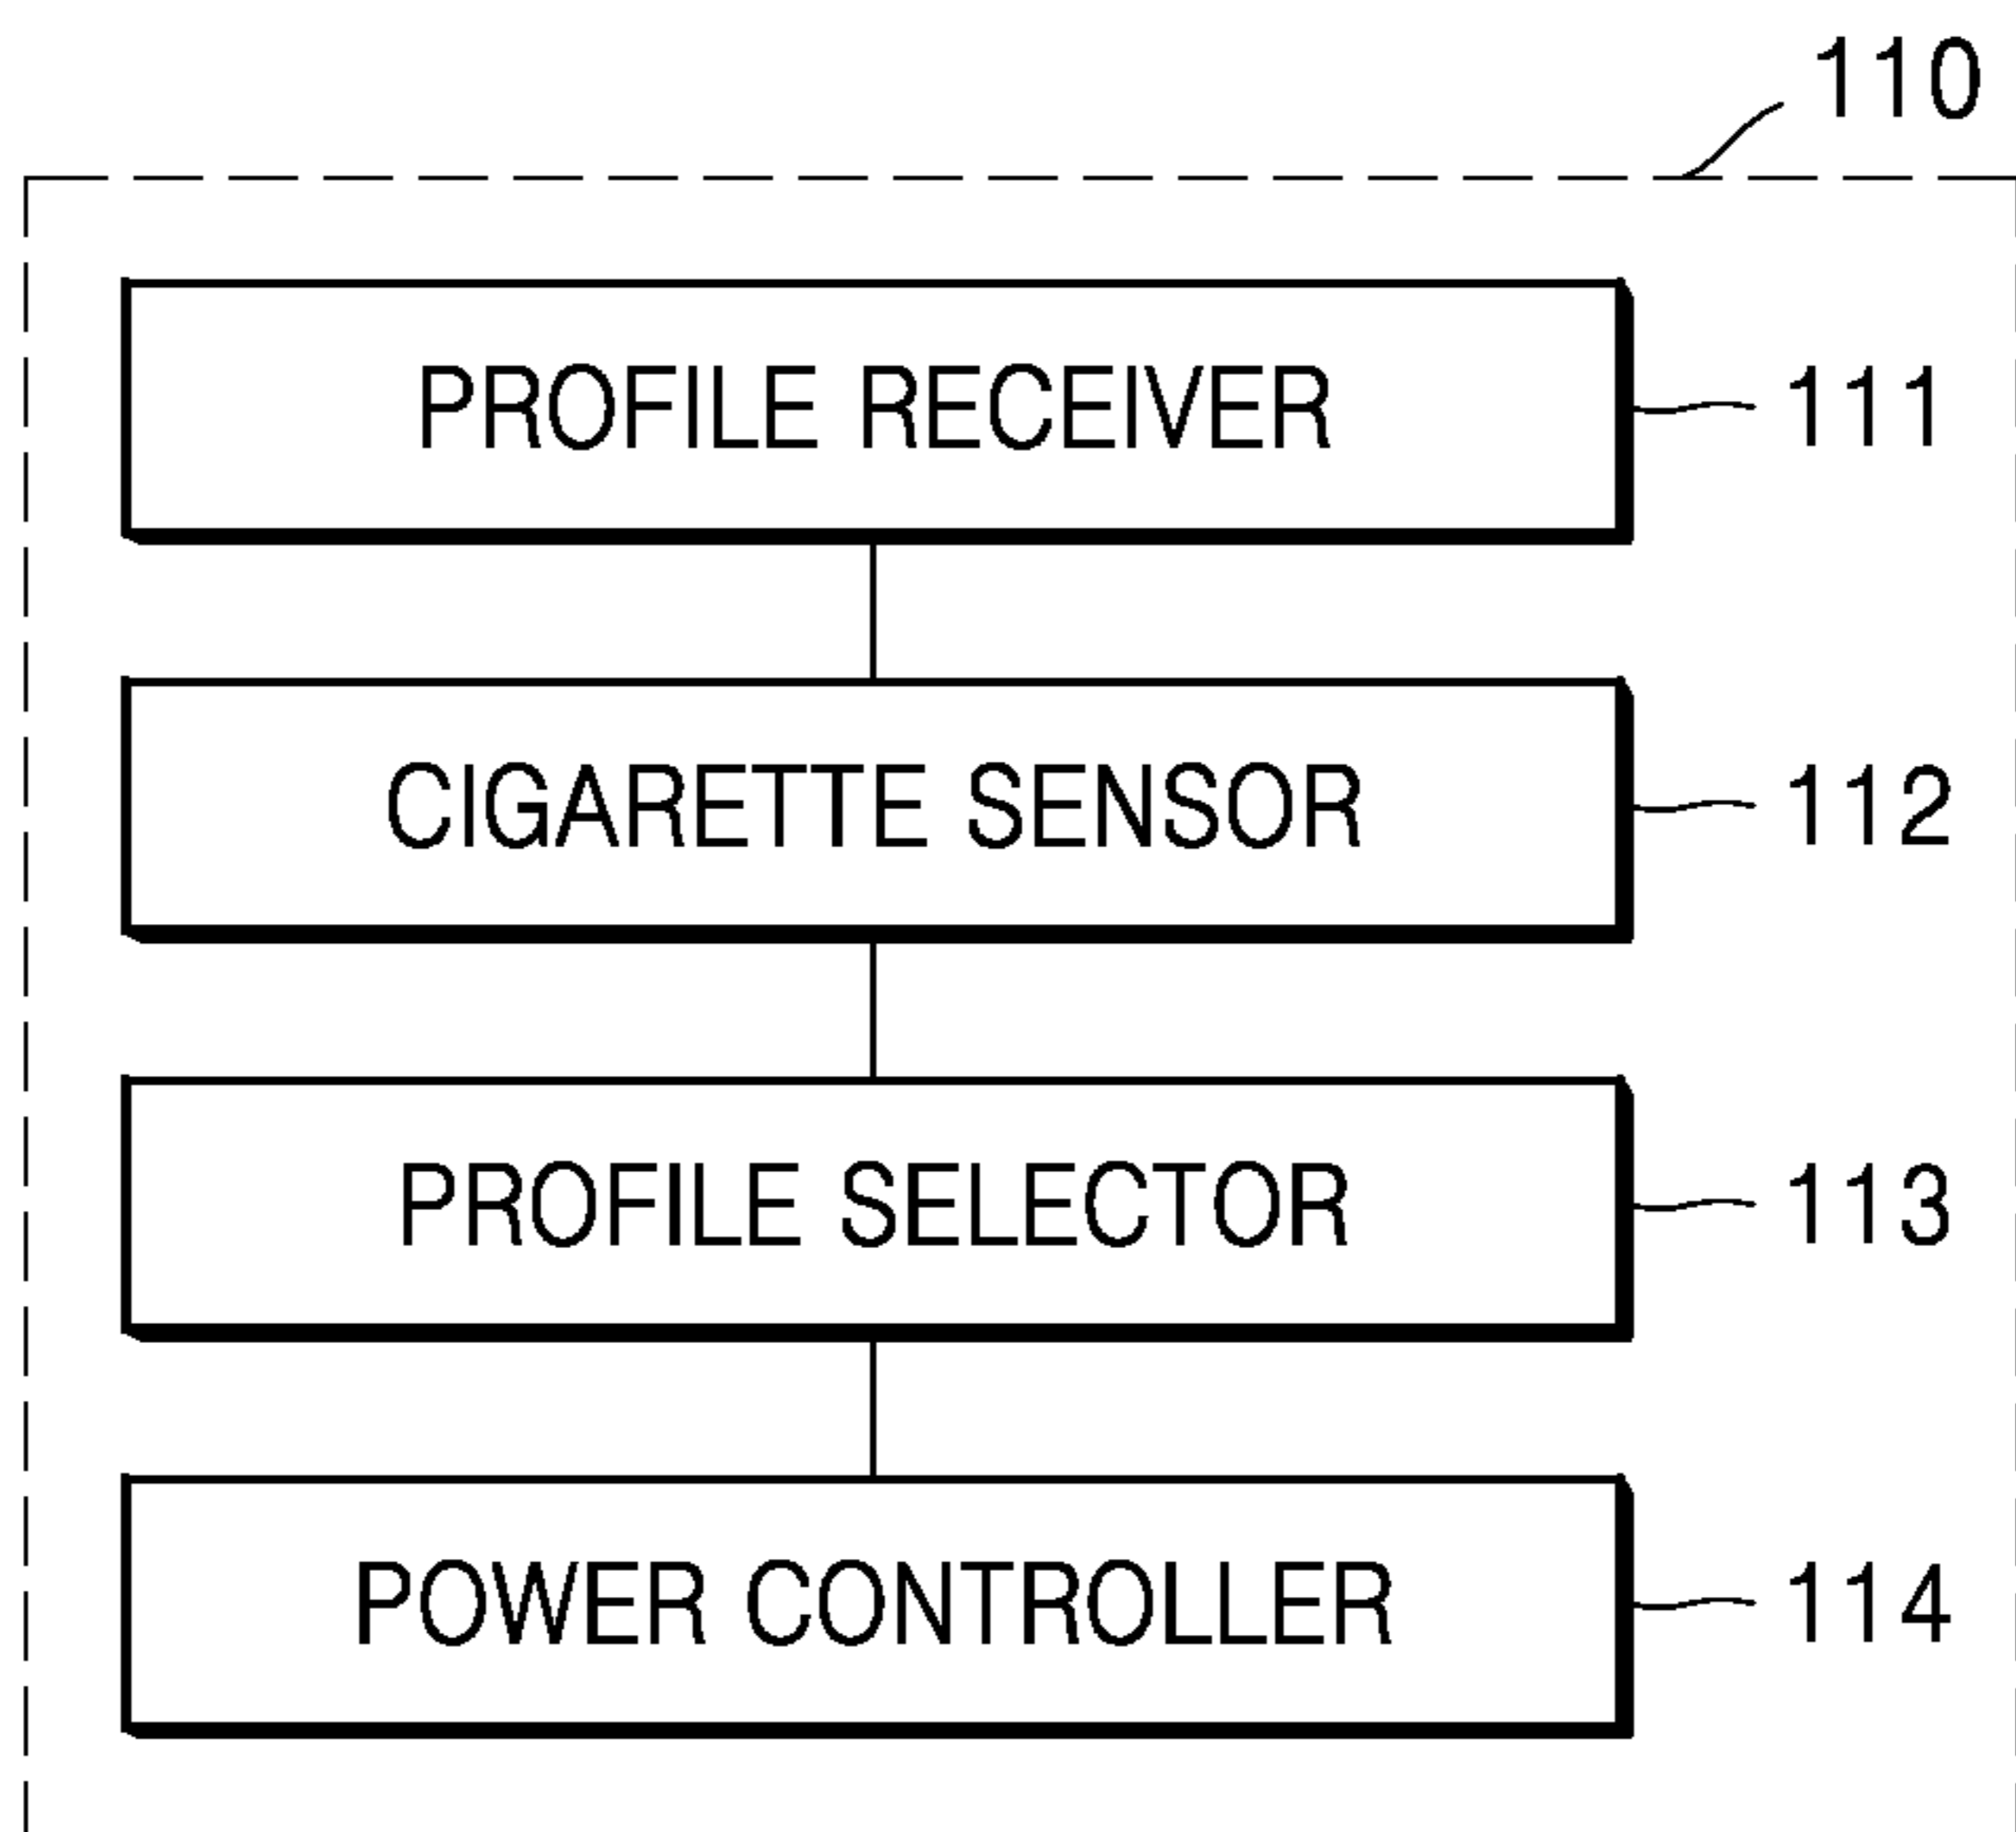 110
PROFILE RECEIVER 111
CIGARETTE SENSOR 112
PROFILE SELECTOR 113
POWER CONTROLLER 114